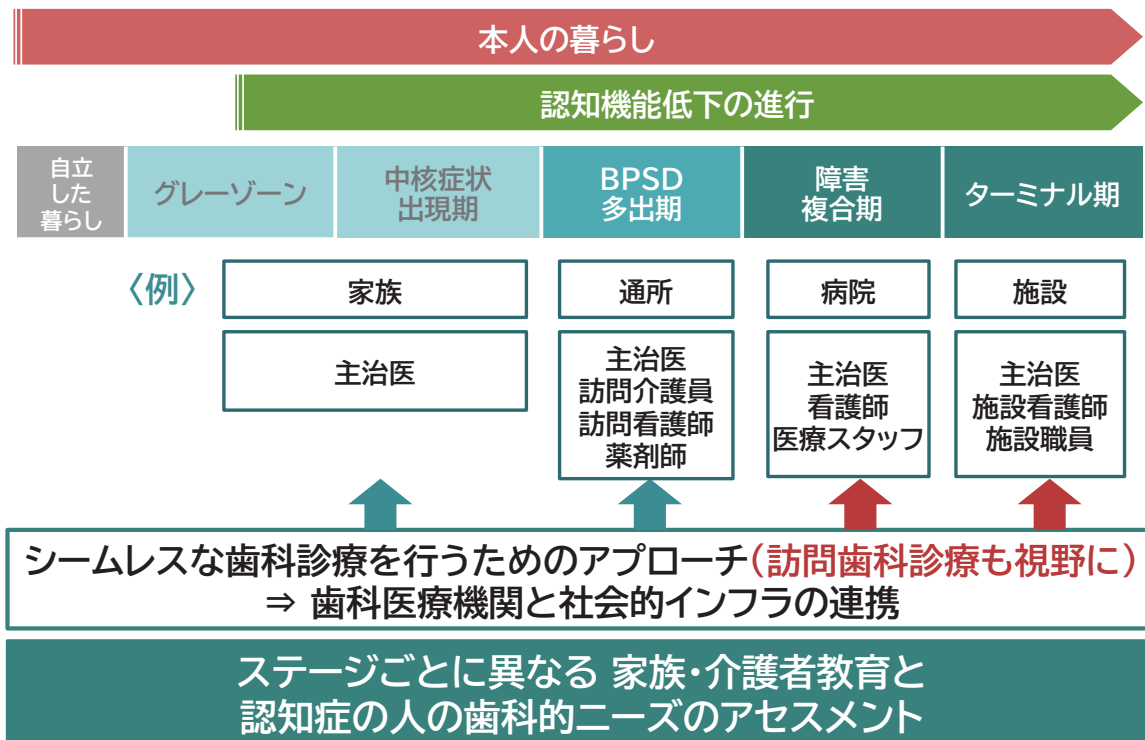 本人の暮らし
認知機能低下の進行
自立
した
暮らし
グレーゾーン
中核症状
出現期
BPSD
多出期
障害
複合期
ターミナル期
〈例〉
家族
通所
病院
施設
主治医
主治医
訪問介護員
訪問看護師
薬剤師
主治医
看護師
医療スタッフ
主治医
施設看護師
施設職員
シームレスな歯科診療を行うためのアプローチ(訪問歯科診療も視野に)
⇒ 歯科医療機関と社会的インフラの連携
ステージごとに異なる 家族・介護者教育と
認知症の人の歯科的ニーズのアセスメント